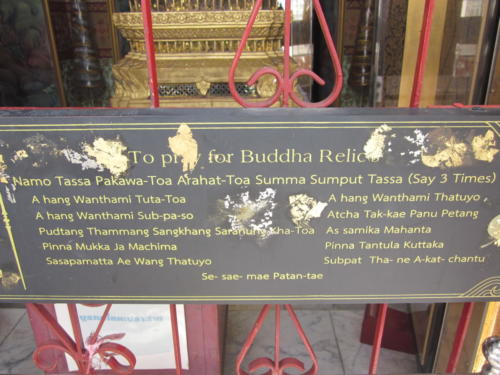 To pray for Buddha Relics
Namo Tassa Pakawa-Toa Arahat-Toa Summa Sumput Tassa (Say 3 Times)
A hang Wanthami Tuta-Toa
A hang Wanthami Sub-pa-so
Pudtang Thammang Sangkhang Saranung Kha-Toa
Pinna Mukka Ja Machima
Sasapamatta Ae Wang Thatuyo
A hang Wanthami Thatuyo
Atcha Tak-kae Panu Petang
As samika Mahanta
Pinna Tantula Kuttaka
Subpat Tha- ne A-kat- chantu
Se- sae- mae Patan-tae